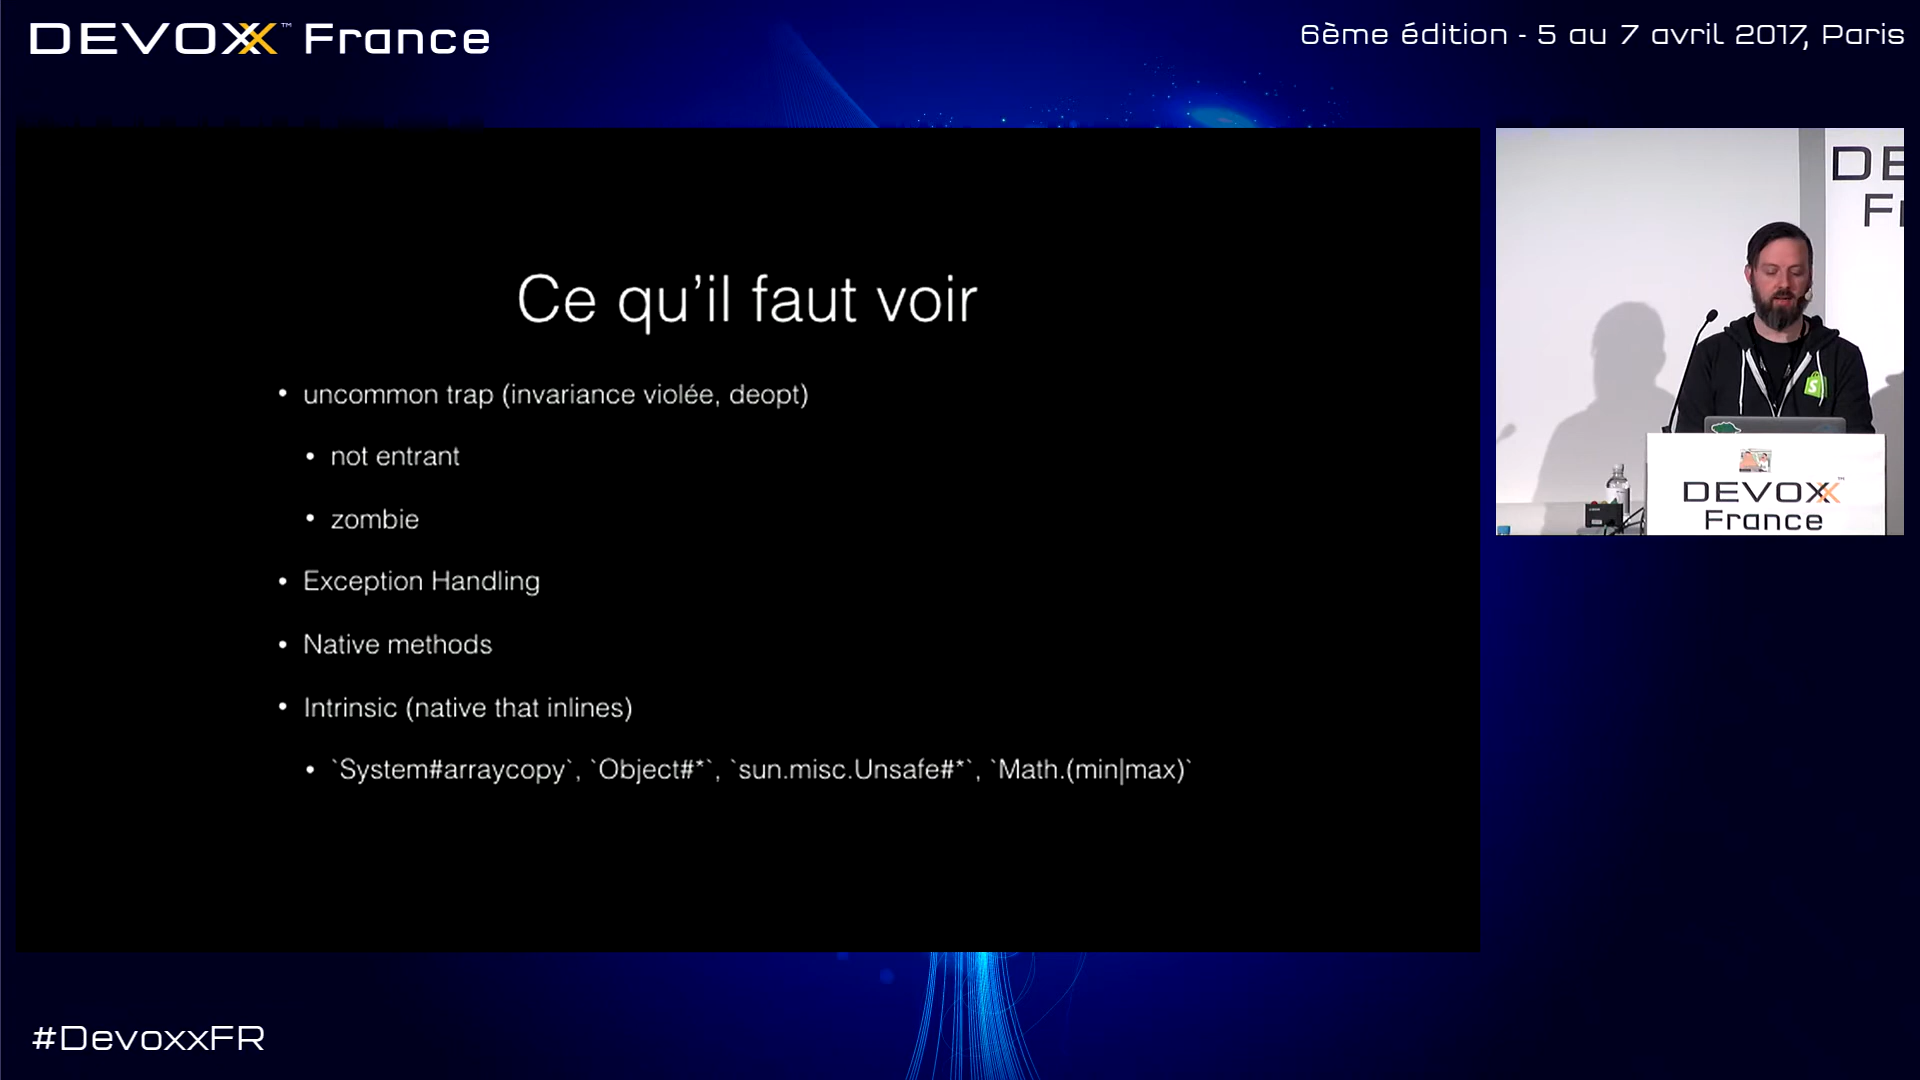 DEVOXX™ France
6ème édition - 5 au 7 avril 2017, Paris
Ce qu’il faut voir
• uncommon trap (invariance violée, deopt)
• not entrant
• zombie
• Exception Handling
• Native methods
• Intrinsic (native that inlines)
• `System#arraycopy`, `Object#*`, `sun.misc.Unsafe#*`, `Math.(min|max)`
DE
F
S
DEVOXX™
France
#DevoxxFR